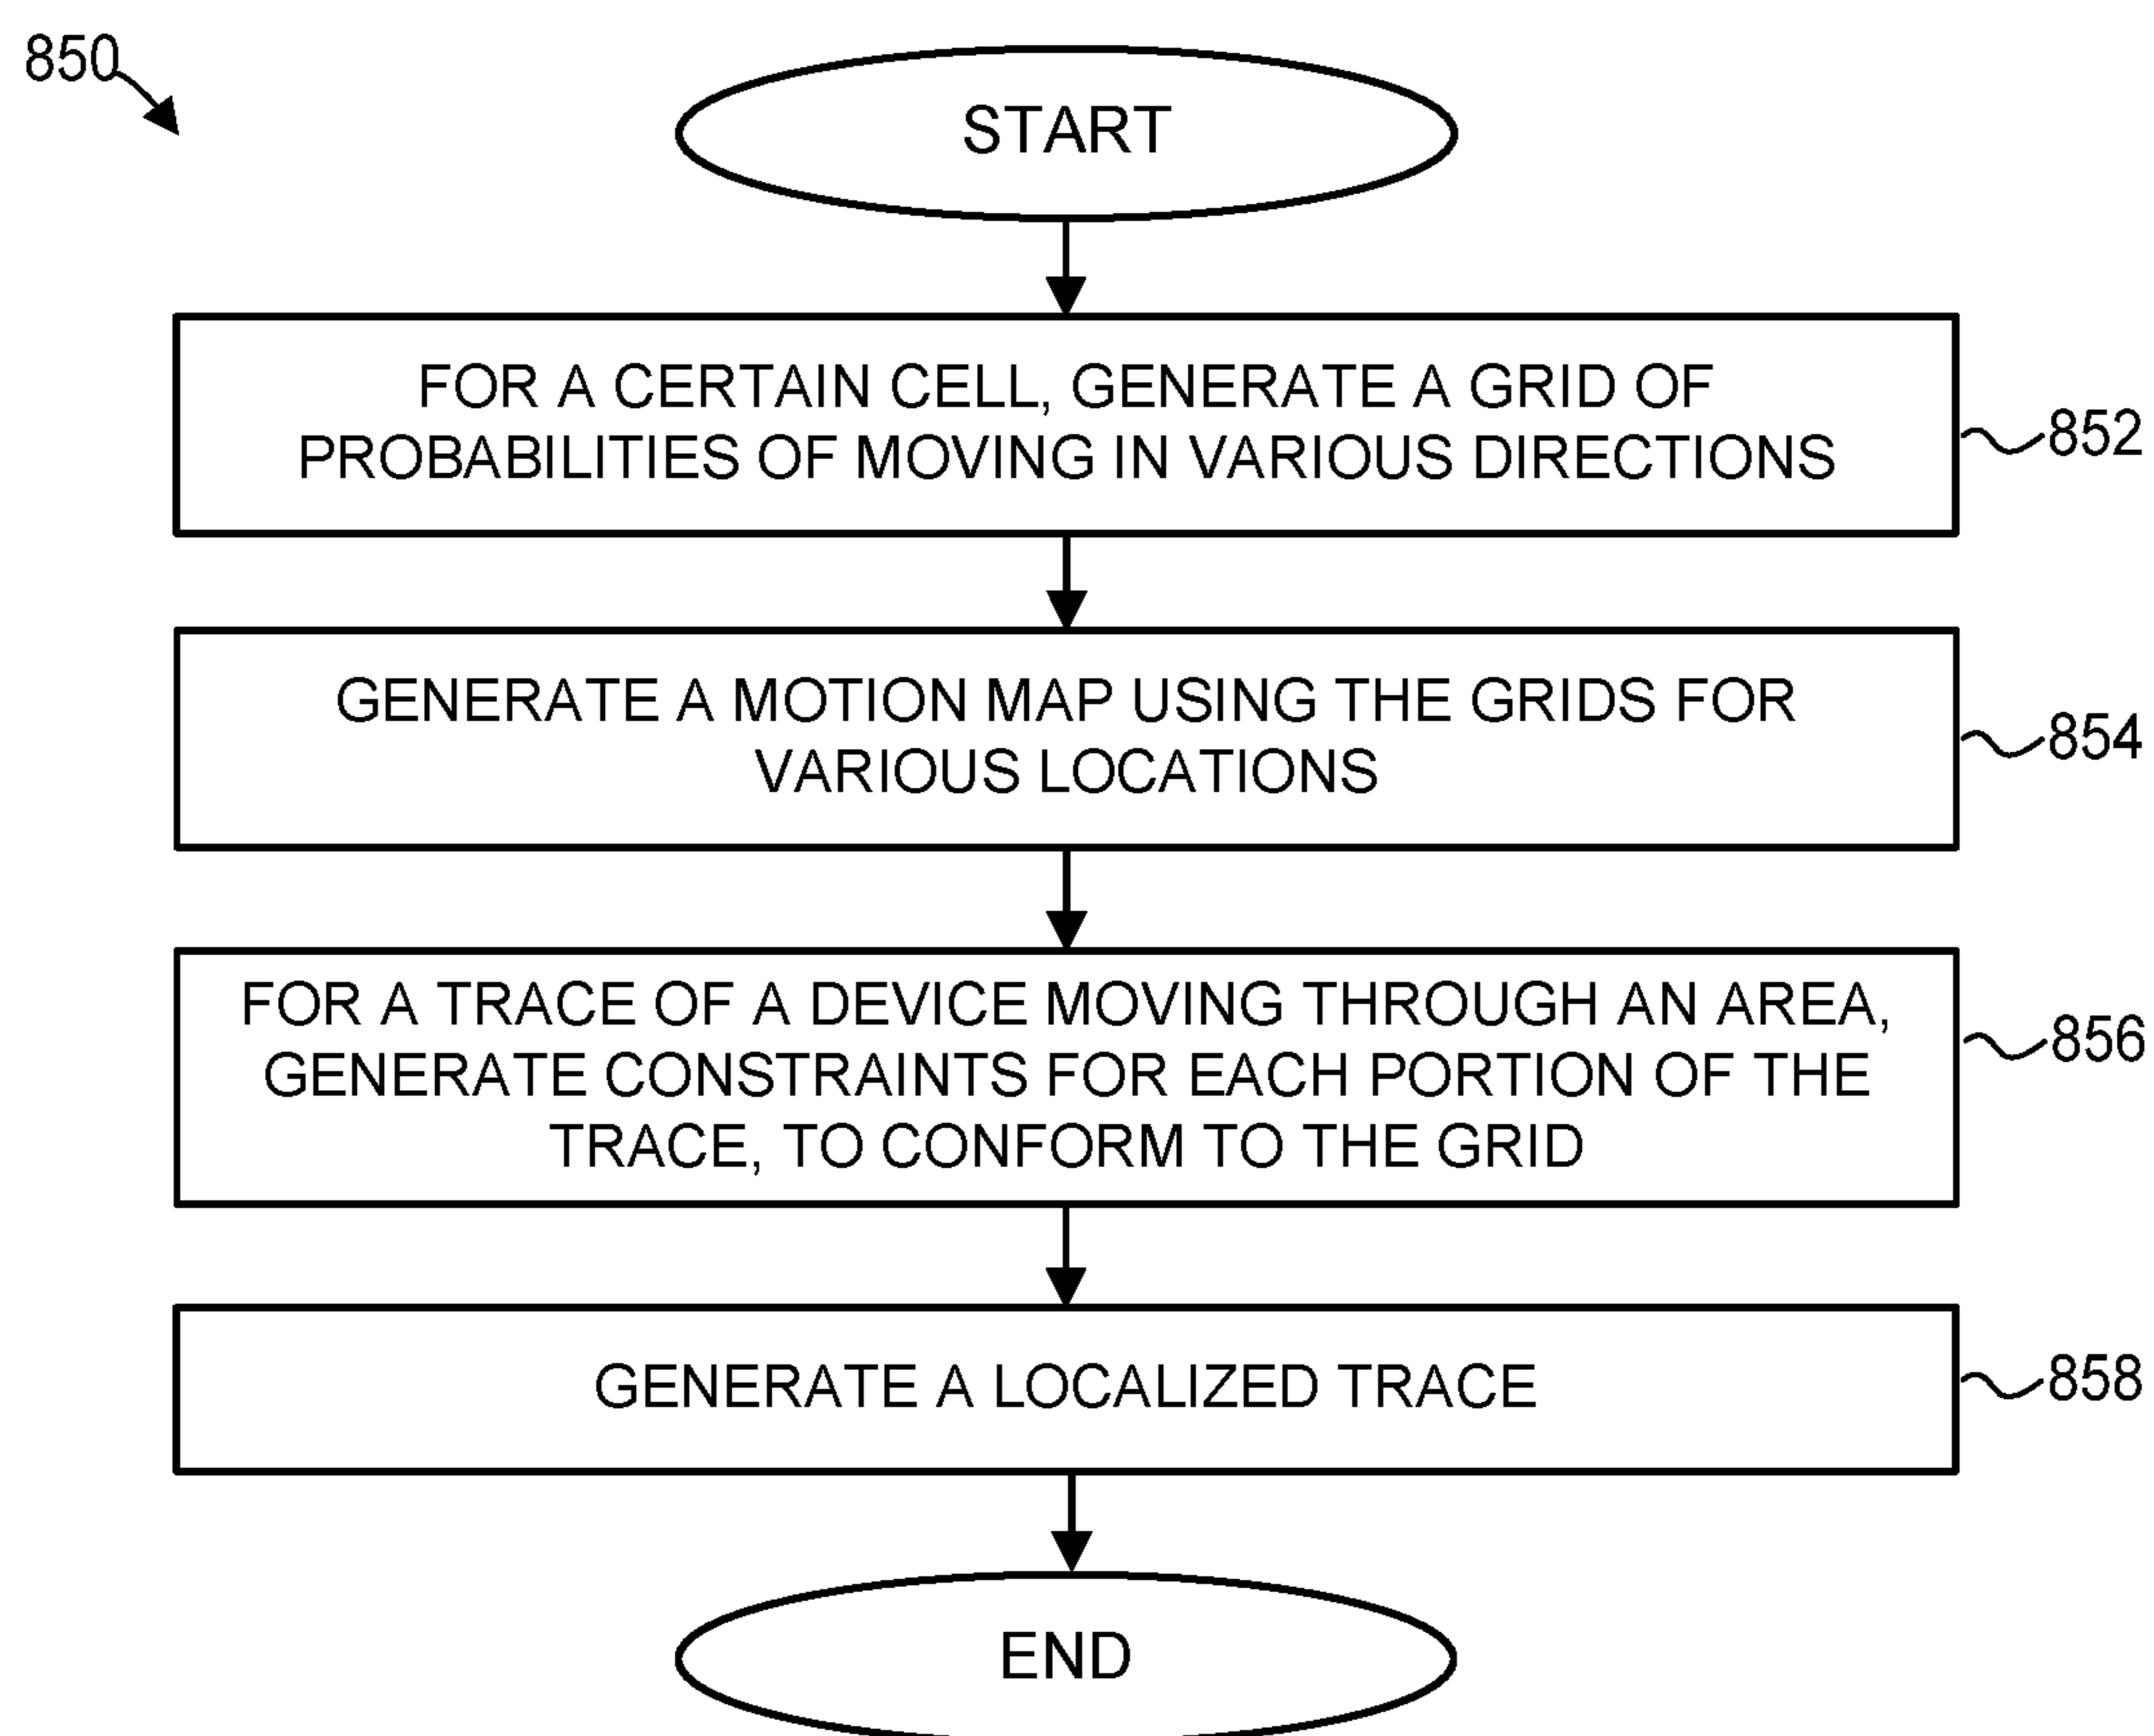 850
START
FOR A CERTAIN CELL, GENERATE A GRID OF
PROBABILITIES OF MOVING IN VARIOUS DIRECTIONS
852
GENERATE A MOTION MAP USING THE GRIDS FOR
VARIOUS LOCATIONS
854
FOR A TRACE OF A DEVICE MOVING THROUGH AN AREA,
GENERATE CONSTRAINTS FOR EACH PORTION OF THE
TRACE, TO CONFORM TO THE GRID
856
GENERATE A LOCALIZED TRACE
858
END